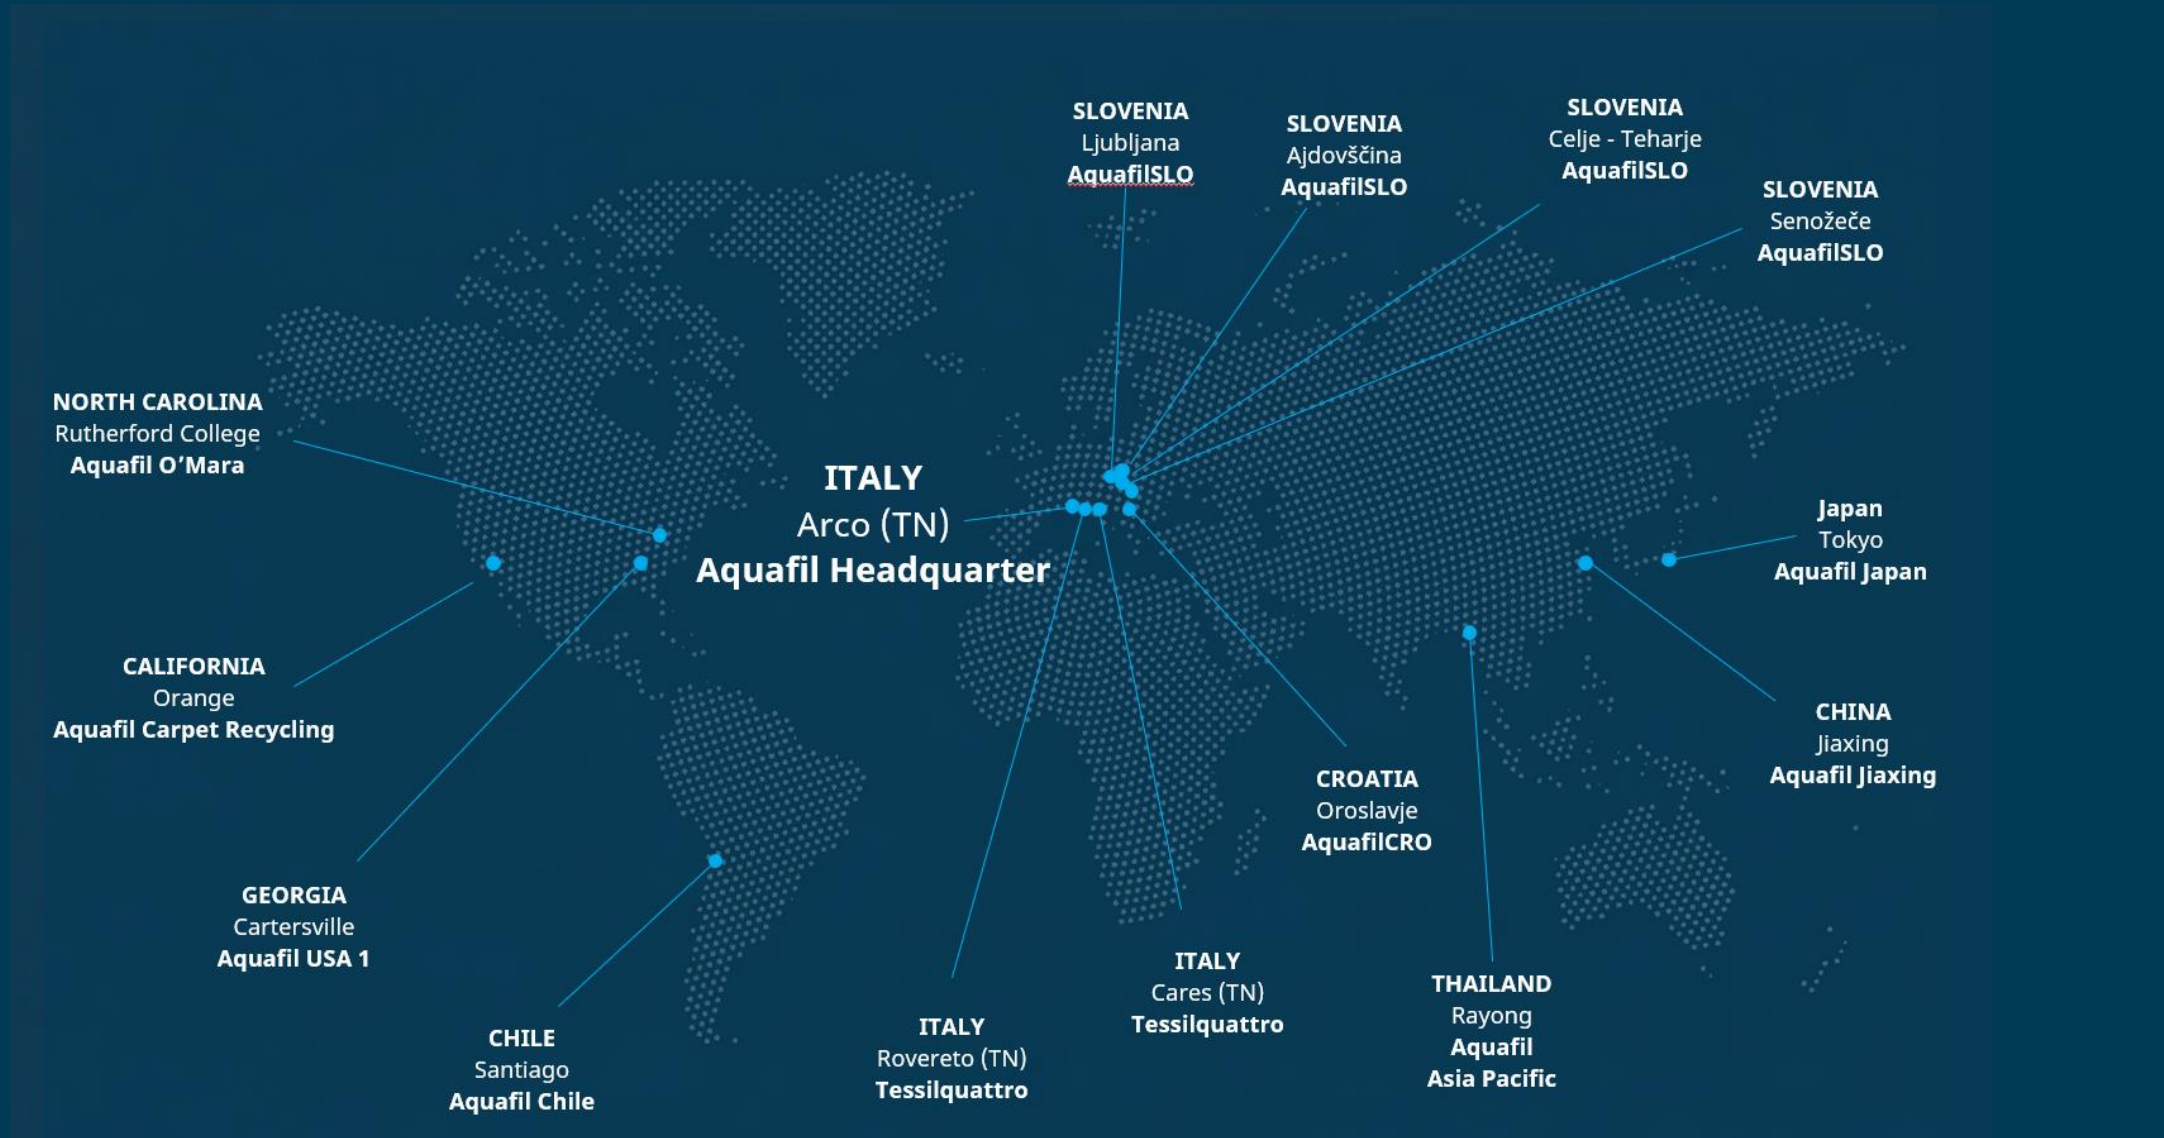 SLOVENIA
Ljubljana
AquafilSLO
SLOVENIA
Ajdovščina
AquafilSLO
SLOVENIA
Celje - Teharje
AquafilSLO
SLOVENIA
Senožeče
AquafilSLO
NORTH CAROLINA
Rutherford College
Aquafil O’Mara
ITALY
Arco (TN)
Aquafil Headquarter
Japan
Tokyo
Aquafil Japan
CALIFORNIA
Orange
Aquafil Carpet Recycling
CHINA
Jiaxing
Aquafil Jiaxing
CROATIA
Oroslavje
AquafilCRO
GEORGIA
Cartersville
Aquafil USA 1
CHILE
Santiago
Aquafil Chile
ITALY
Rovereto (TN)
Tessilquattro
ITALY
Cares (TN)
Tessilquattro
THAILAND
Rayong
Aquafil
Asia Pacific